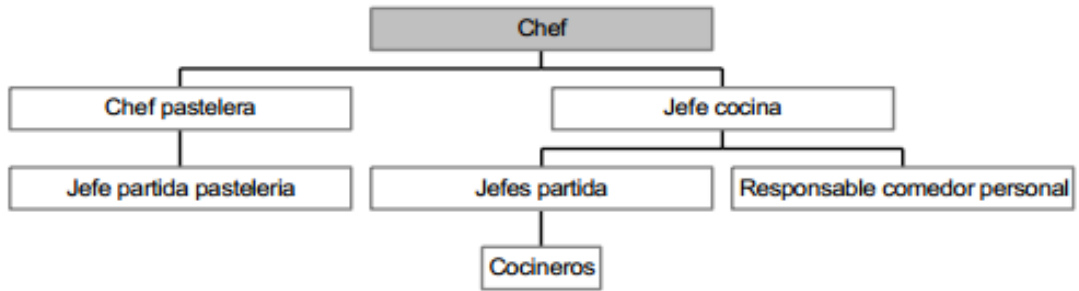 Chef
Chef pastelera
Jefe cocina
Jefe partida pasteleria
Jefes partida
Responsable comedor personal
Cocineros